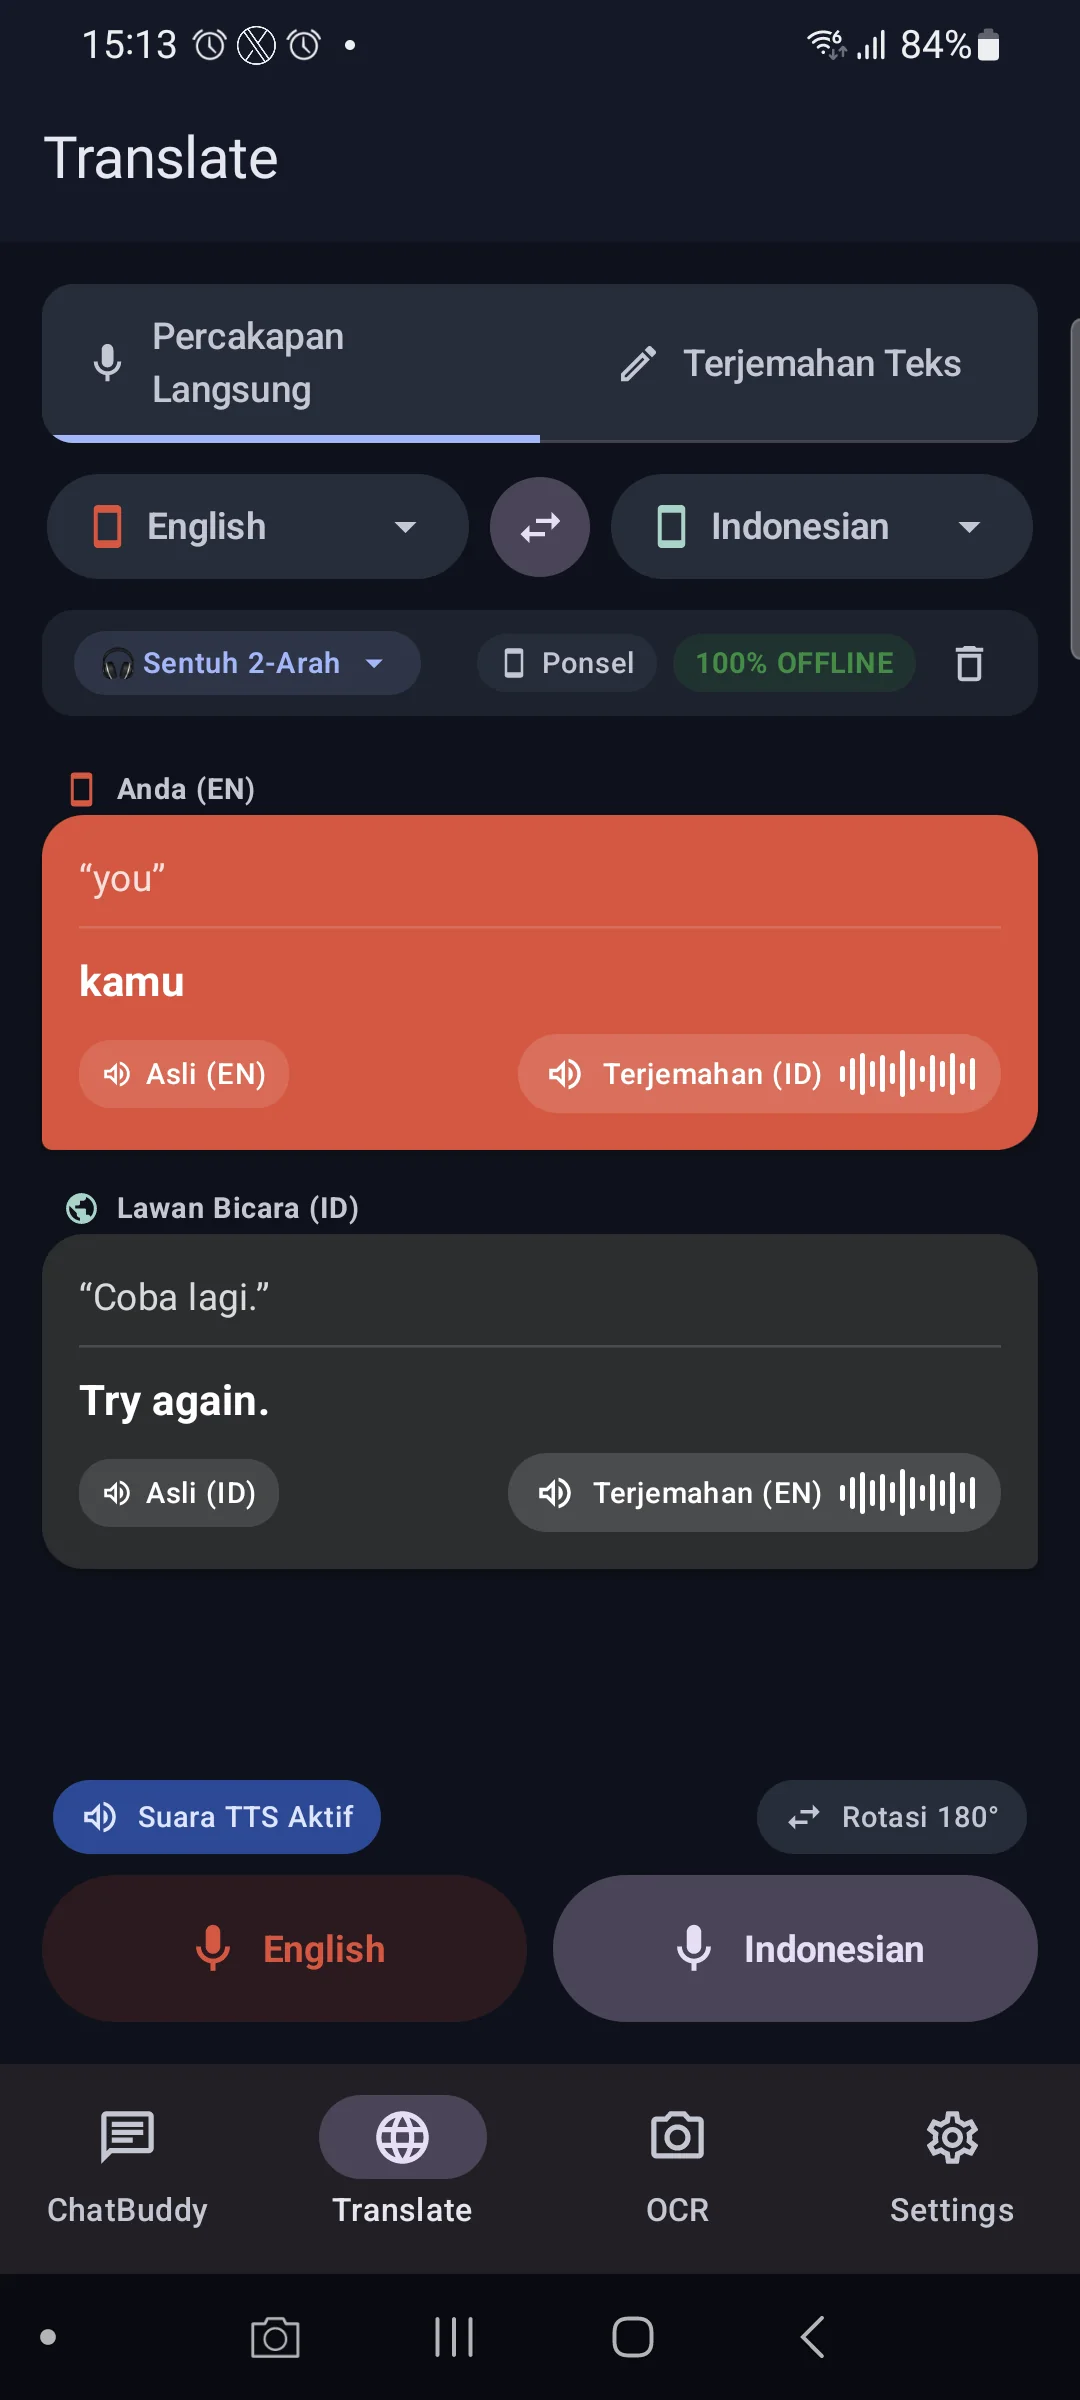 15:13
84%
Translate
Percakapan
Langsung
Terjemahan Teks
English
Indonesian
Sentuh 2-Arah
Ponsel
100% OFFLINE
Anda (EN)
“you”
kamu
Asli (EN)
Terjemahan (ID)
Lawan Bicara (ID)
“Coba lagi.”
Try again.
Asli (ID)
Terjemahan (EN)
Suara TTS Aktif
Rotasi 180°
English
Indonesian
ChatBuddy
Translate
OCR
Settings